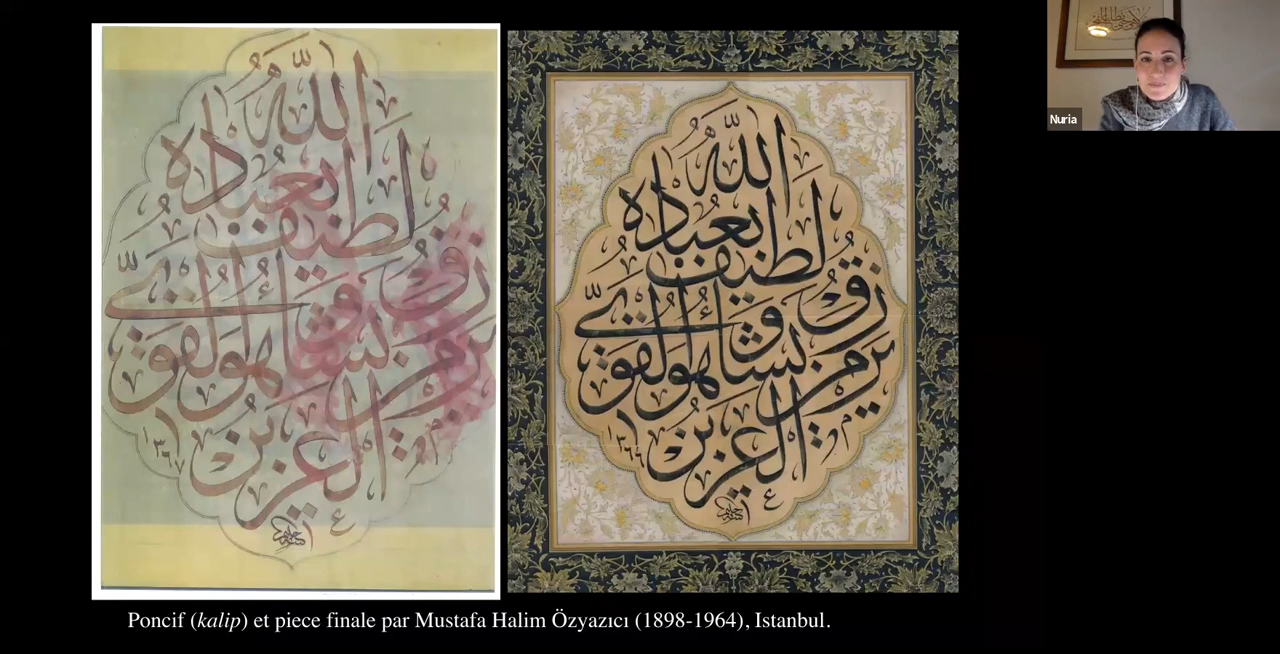 الله
لطيف بعباده
يرزق من يشاء
وهو القوي
العزيز
١٣٦٧
الله
لطيف بعباده
يرزق من يشاء
وهو القوي
العزيز
Poncif (kalip) et piece finale par Mustafa Halim Özyazıcı (1898-1964), Istanbul.
Nuria